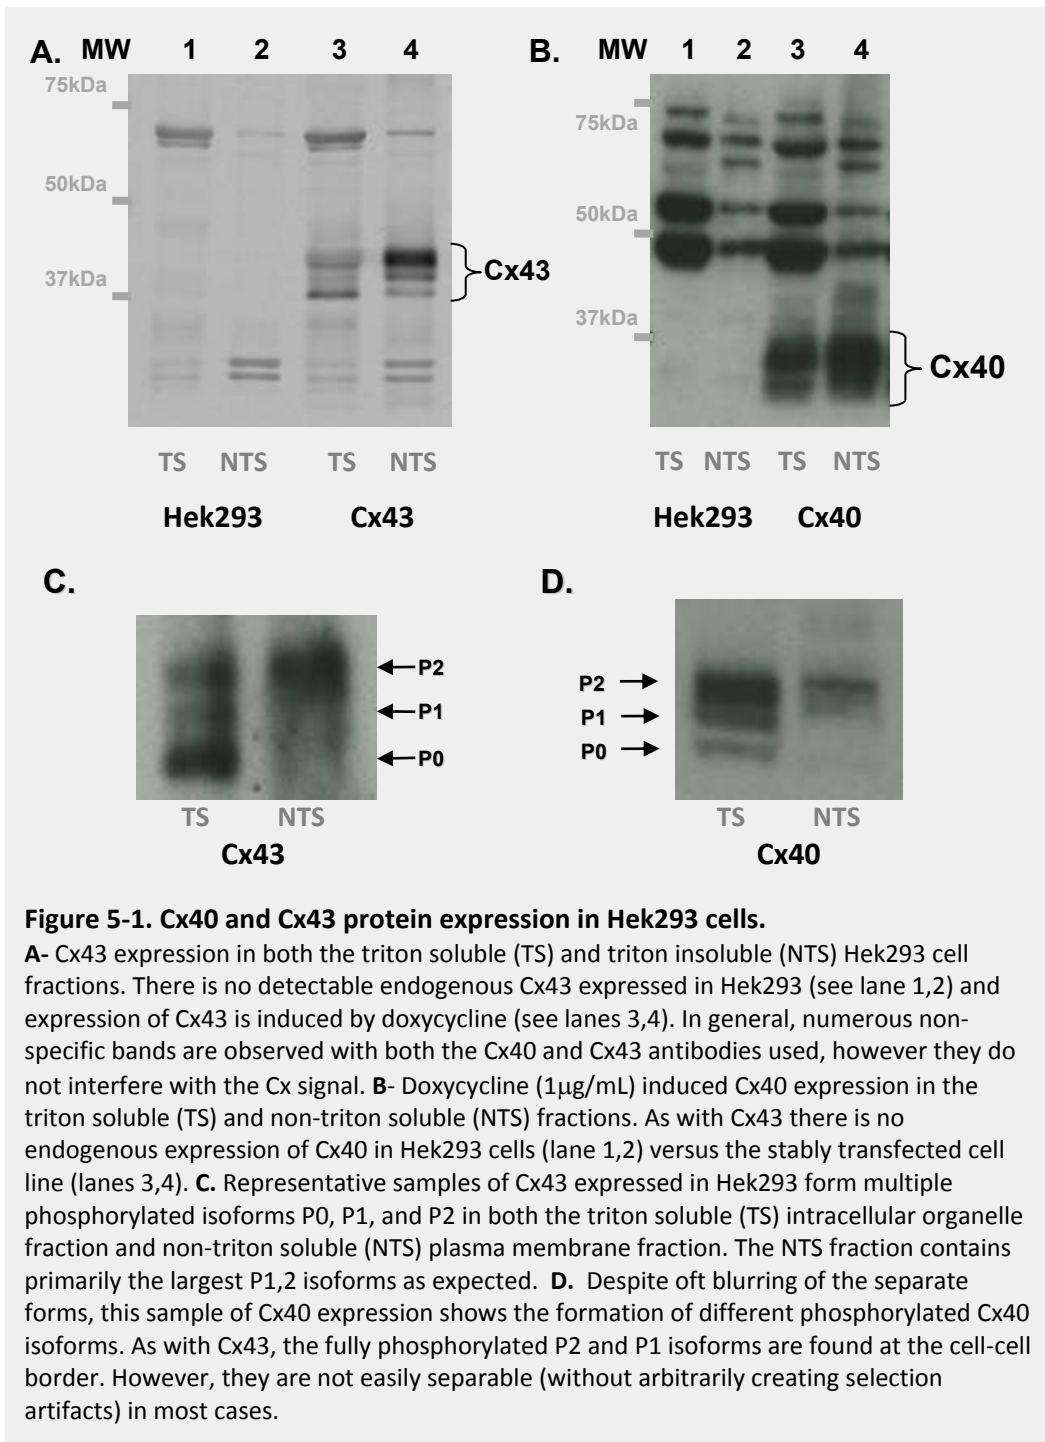 A. MW 1 2 3 4
75kDa
50kDa
37kDa
Cx43
TS NTS TS NTS
Hek293 Cx43
B. MW 1 2 3 4
75kDa
50kDa
37kDa
Cx40
TS NTS TS NTS
Hek293 Cx40
C.
P2
P1
P0
TS NTS
Cx43
D.
P2
P1
P0
TS NTS
Cx40
Figure 5-1. Cx40 and Cx43 protein expression in Hek293 cells.
A- Cx43 expression in both the triton soluble (TS) and triton insoluble (NTS) Hek293 cell
fractions. There is no detectable endogenous Cx43 expressed in Hek293 (see lane 1,2) and
expression of Cx43 is induced by doxycycline (see lanes 3,4). In general, numerous non-
specific bands are observed with both the Cx40 and Cx43 antibodies used, however they do
not interfere with the Cx signal. B- Doxycycline (1μg/mL) induced Cx40 expression in the
triton soluble (TS) and non-triton soluble (NTS) fractions. As with Cx43 there is no
endogenous expression of Cx40 in Hek293 cells (lane 1,2) versus the stably transfected cell
line (lanes 3,4). C. Representative samples of Cx43 expressed in Hek293 form multiple
phosphorylated isoforms P0, P1, and P2 in both the triton soluble (TS) intracellular organelle
fraction and non-triton soluble (NTS) plasma membrane fraction. The NTS fraction contains
primarily the largest P1,2 isoforms as expected. D. Despite oft blurring of the separate
forms, this sample of Cx40 expression shows the formation of different phosphorylated Cx40
isoforms. As with Cx43, the fully phosphorylated P2 and P1 isoforms are found at the cell-cell
border. However, they are not easily separable (without arbitrarily creating selection
artifacts) in most cases.